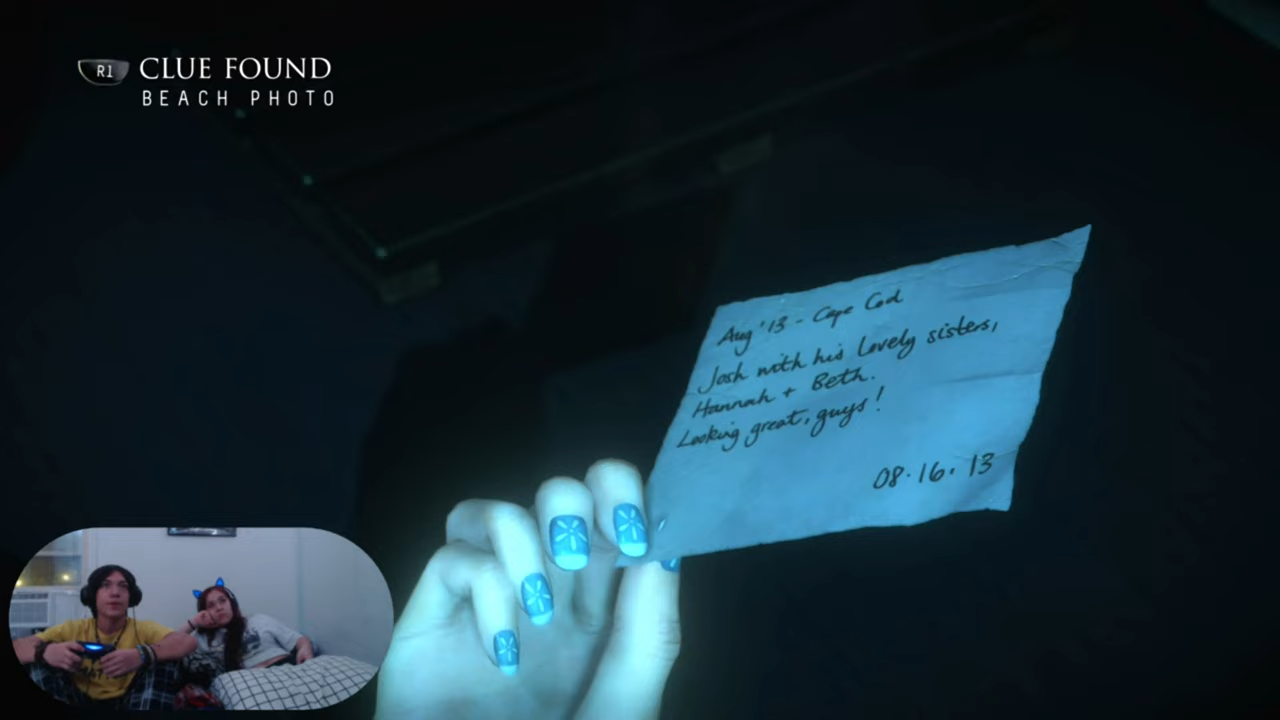 R1 CLUE FOUND
BEACH PHOTO
Aug '13 - Cape Cod
Josh with his lovely sisters,
Hannah + Beth.
Looking great, guys!
08.16.13